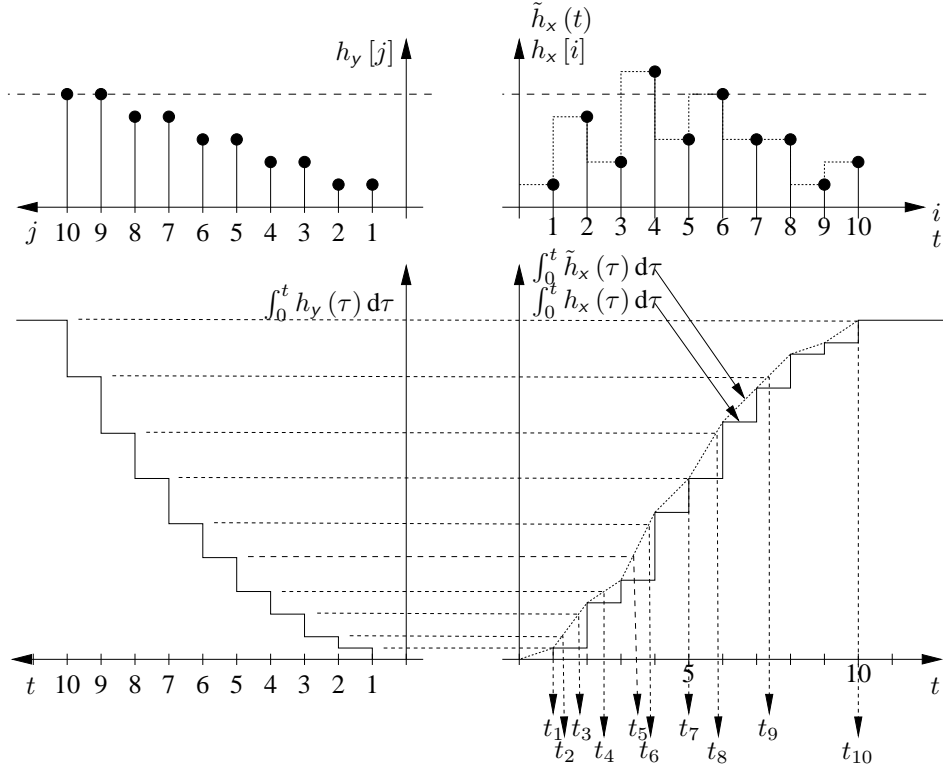 h_y [j]
h̃_x (t)
h_x [i]
j 10 9 8 7 6 5 4 3 2 1
1 2 3 4 5 6 7 8 9 10 i
t
∫_0^t h_y (τ) dτ
∫_0^t h̃_x (τ) dτ
∫_0^t h_x (τ) dτ
t 10 9 8 7 6 5 4 3 2 1
5 10 t
t_1 t_3 t_5 t_7 t_9
t_2 t_4 t_6 t_8 t_10